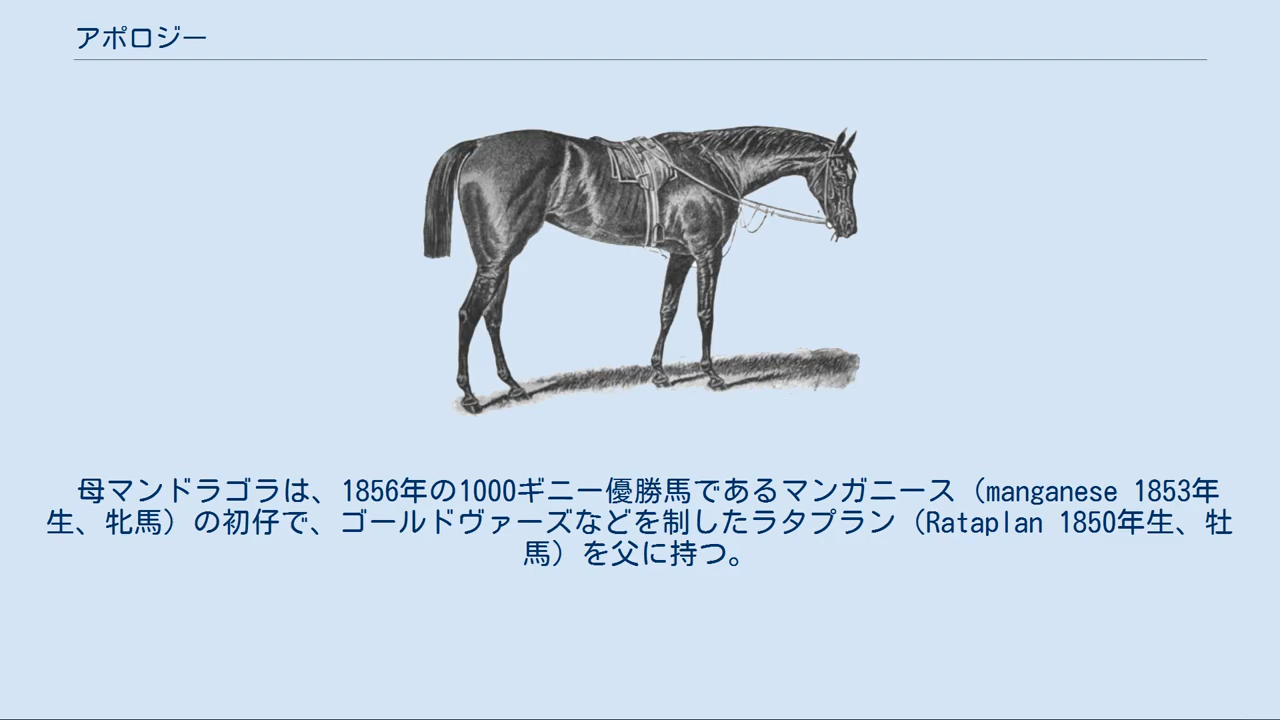 アポロジー
母マンドラゴラは、1856年の1000ギニー優勝馬であるマンガニース（manganese 1853年
生、牝馬）の初仔で、ゴールドヴァーズなどを制したラタプラン（Rataplan 1850年生、牡
馬）を父に持つ。